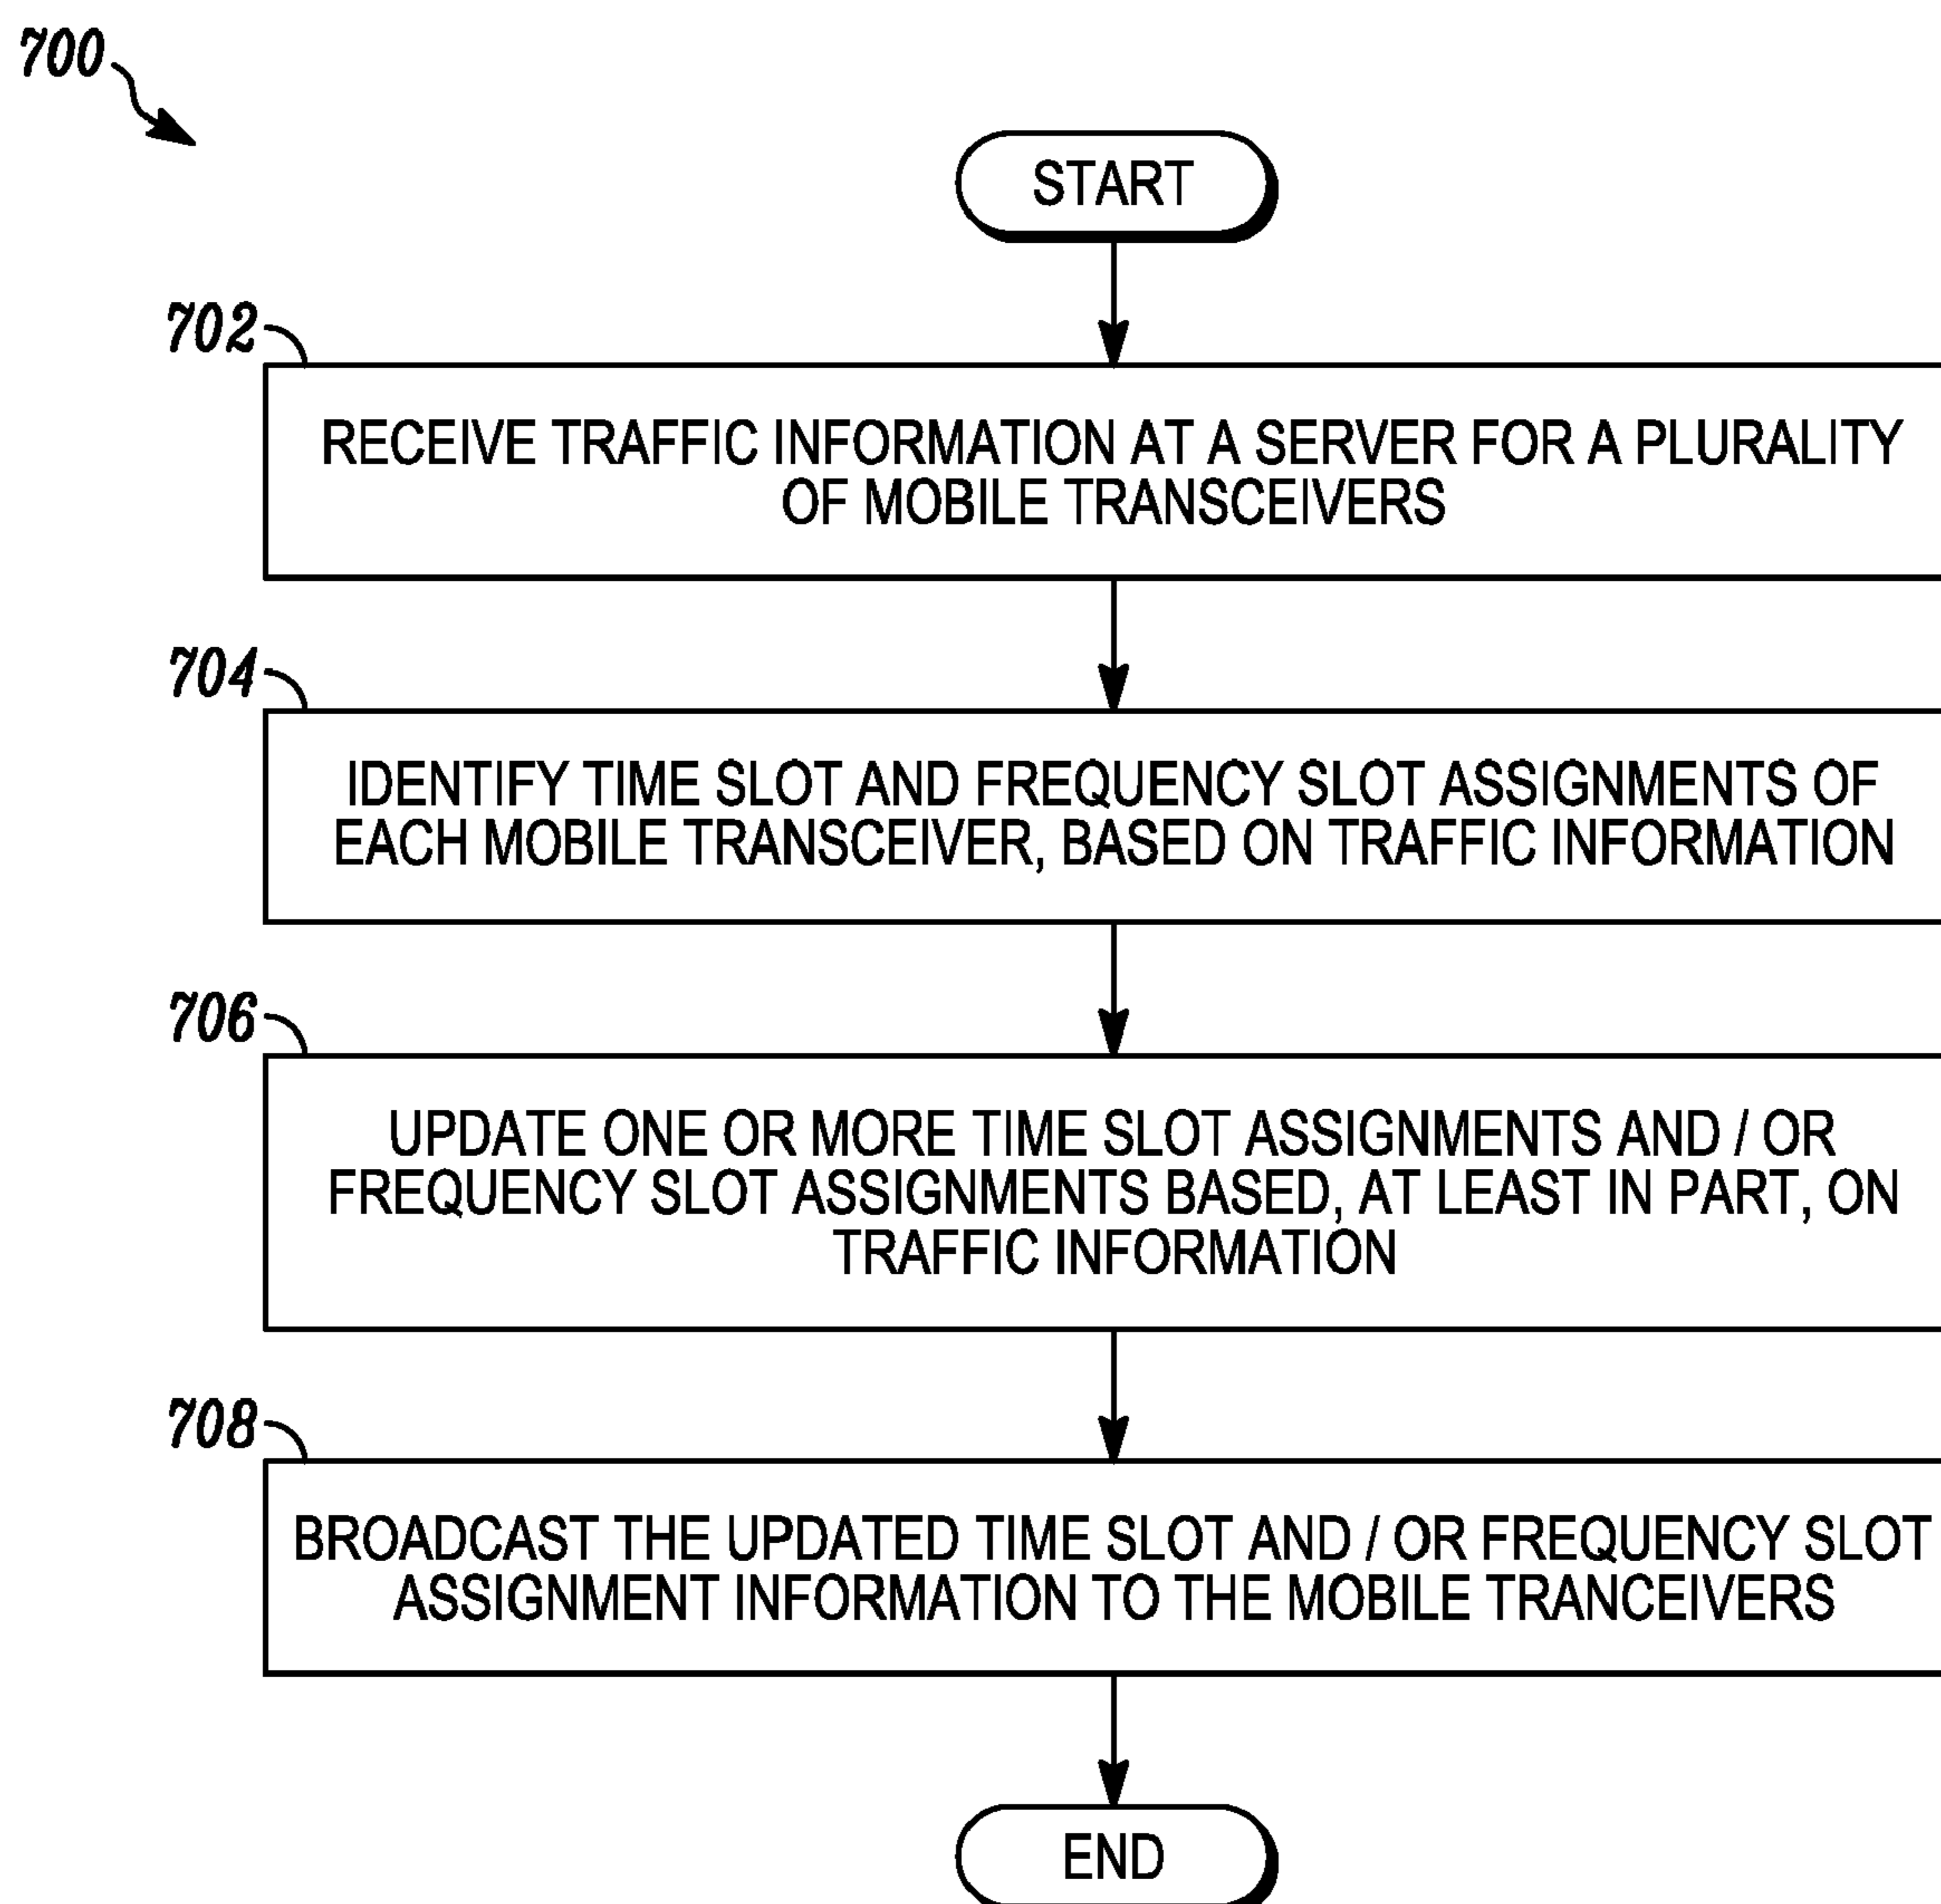 700
START
702
RECEIVE TRAFFIC INFORMATION AT A SERVER FOR A PLURALITY
OF MOBILE TRANSCEIVERS
704
IDENTIFY TIME SLOT AND FREQUENCY SLOT ASSIGNMENTS OF
EACH MOBILE TRANSCEIVER, BASED ON TRAFFIC INFORMATION
706
UPDATE ONE OR MORE TIME SLOT ASSIGNMENTS AND / OR
FREQUENCY SLOT ASSIGNMENTS BASED, AT LEAST IN PART, ON
TRAFFIC INFORMATION
708
BROADCAST THE UPDATED TIME SLOT AND / OR FREQUENCY SLOT
ASSIGNMENT INFORMATION TO THE MOBILE TRANCEIVERS
END